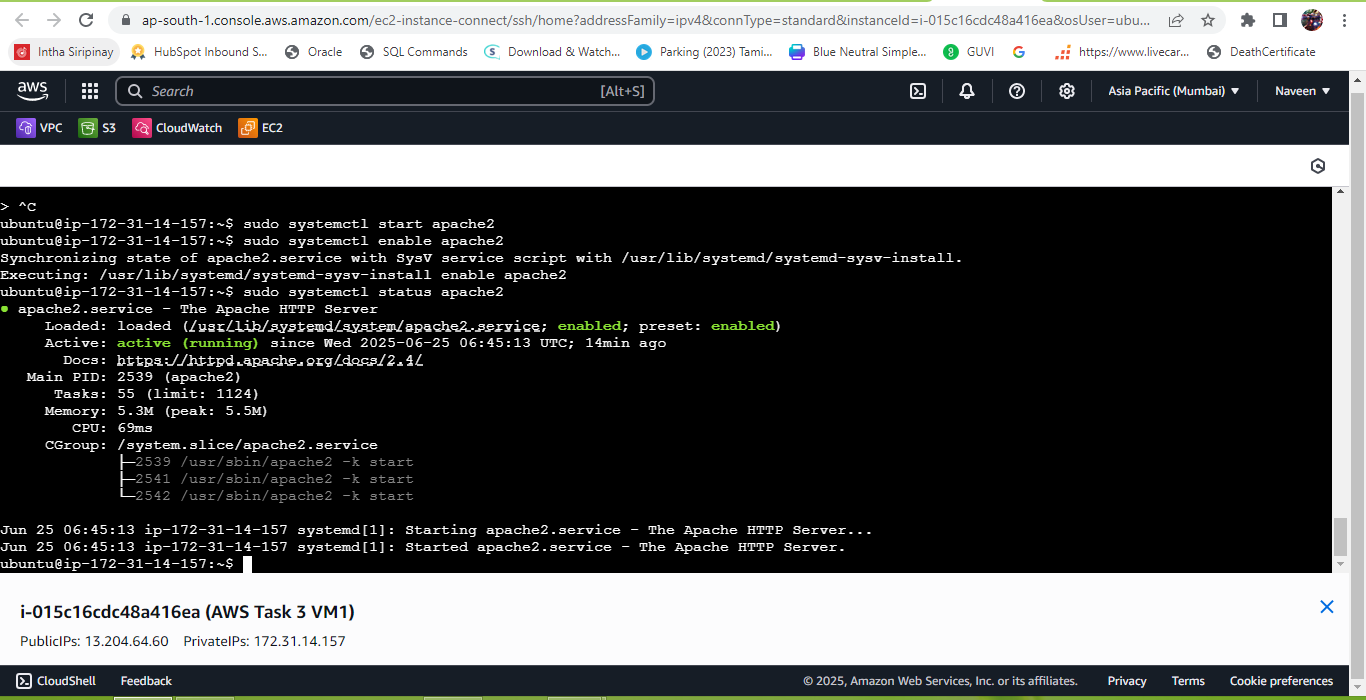 ap-south-1.console.aws.amazon.com/ec2-instance-connect/ssh/home?addressFamily=ipv4&connType=standard&instanceId=i-015c16cdc48a416ea&osUser=ubu...
Intha Siripinay HubSpot Inbound S... Oracle SQL Commands Download & Watch... Parking (2023) Tami... Blue Neutral Simple... GUVI https://www.livecar... DeathCertificate
aws Search [Alt+S] Asia Pacific (Mumbai) Naveen
VPC S3 CloudWatch EC2
> ^C
ubuntu@ip-172-31-14-157:~$ sudo systemctl start apache2
ubuntu@ip-172-31-14-157:~$ sudo systemctl enable apache2
Synchronizing state of apache2.service with SysV service script with /usr/lib/systemd/systemd-sysv-install.
Executing: /usr/lib/systemd/systemd-sysv-install enable apache2
ubuntu@ip-172-31-14-157:~$ sudo systemctl status apache2
● apache2.service - The Apache HTTP Server
Loaded: loaded (/usr/lib/systemd/system/apache2.service; enabled; preset: enabled)
Active: active (running) since Wed 2025-06-25 06:45:13 UTC; 14min ago
Docs: https://httpd.apache.org/docs/2.4/
Main PID: 2539 (apache2)
Tasks: 55 (limit: 1124)
Memory: 5.3M (peak: 5.5M)
CPU: 69ms
CGroup: /system.slice/apache2.service
├─2539 /usr/sbin/apache2 -k start
├─2541 /usr/sbin/apache2 -k start
└─2542 /usr/sbin/apache2 -k start
Jun 25 06:45:13 ip-172-31-14-157 systemd[1]: Starting apache2.service - The Apache HTTP Server...
Jun 25 06:45:13 ip-172-31-14-157 systemd[1]: Started apache2.service - The Apache HTTP Server.
ubuntu@ip-172-31-14-157:~$
i-015c16cdc48a416ea (AWS Task 3 VM1)
PublicIPs: 13.204.64.60 PrivateIPs: 172.31.14.157
CloudShell Feedback © 2025, Amazon Web Services, Inc. or its affiliates. Privacy Terms Cookie preferences